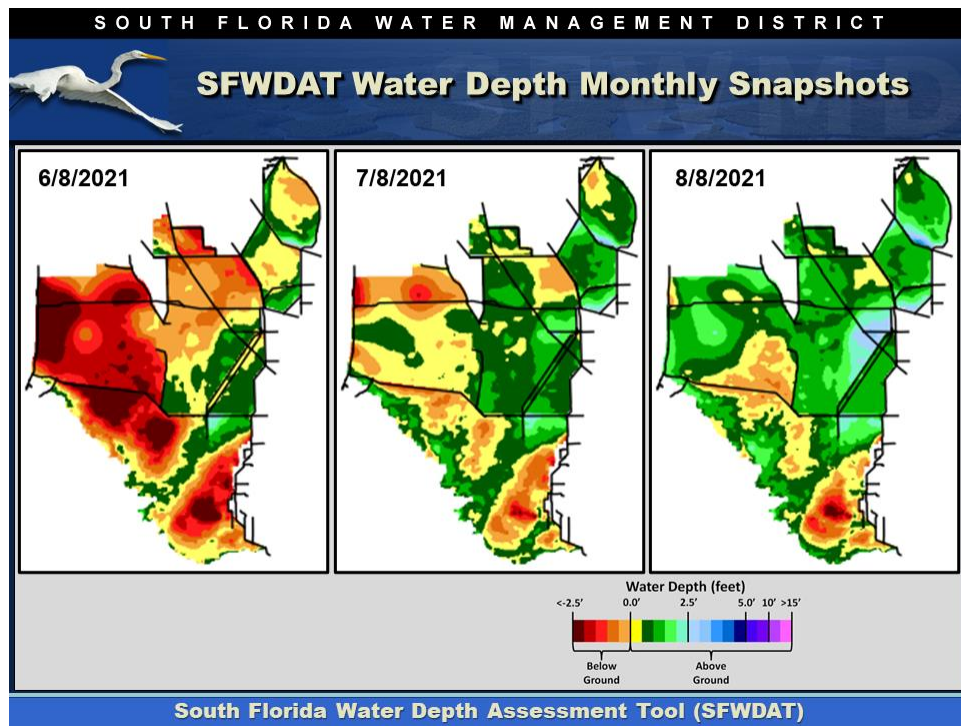 SOUTH FLORIDA WATER MANAGEMENT DISTRICT
SFWDAT Water Depth Monthly Snapshots
6/8/2021
7/8/2021
8/8/2021
Water Depth (feet)
<-2.5' 0.0' 2.5' 5.0' 10' >15'
Below Above
Ground Ground
South Florida Water Depth Assessment Tool (SFWDAT)